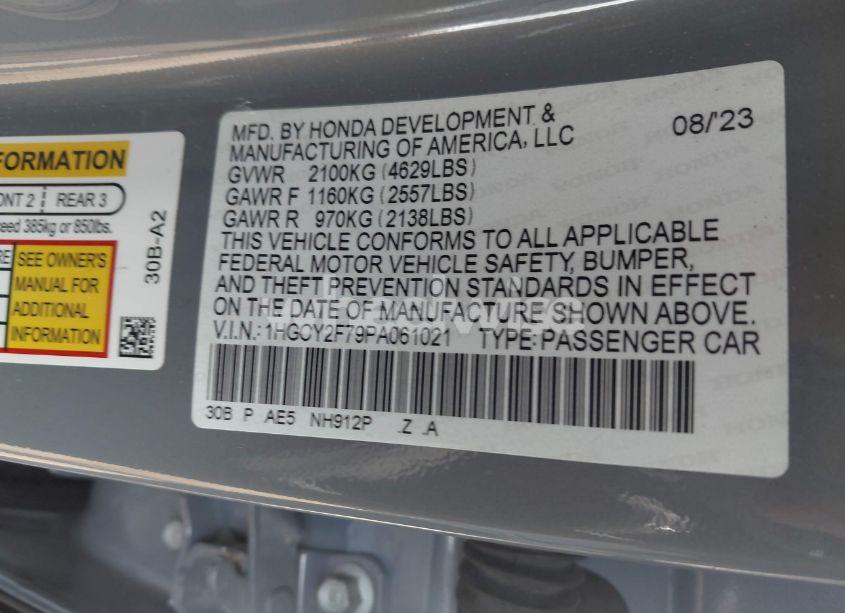 FORMATION
ONT 2 REAR 3
eed 385kg or 850lbs.
RE SEE OWNER'S
MANUAL FOR
ADDITIONAL
INFORMATION
30B-A2
MFD. BY HONDA DEVELOPMENT &
MANUFACTURING OF AMERICA, LLC 08/'23
GVWR 2100KG (4629LBS)
GAWR F 1160KG (2557LBS)
GAWR R 970KG (2138LBS)
THIS VEHICLE CONFORMS TO ALL APPLICABLE
FEDERAL MOTOR VEHICLE SAFETY, BUMPER,
AND THEFT PREVENTION STANDARDS IN EFFECT
ON THE DATE OF MANUFACTURE SHOWN ABOVE.
V.I.N.: 1HGCY2F79PA061021 TYPE: PASSENGER CAR
30B P AE5 NH912P .Z .A